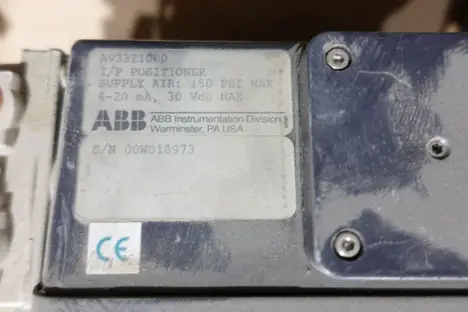 AV3321000
I/P POSITIONER
SUPPLY AIR: 150 PSI MAX
4-20 mA, 30 Vdc MAX
ABB ABB Instrumentation Division
Warminster, PA USA
S/N 00W018973
CE